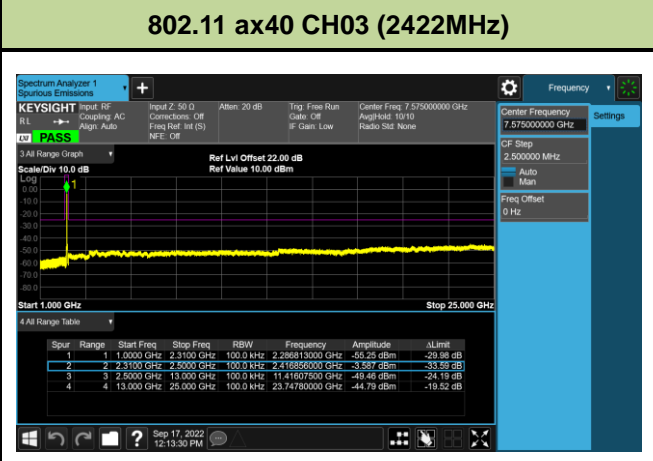 802.11 ax40 CH03 (2422MHz)
Spectrum Analyzer 1
Spurious Emissions
+
Frequency
KEYSIGHT
RL
LXI
PASS
Input: RF
Coupling: AC
Align: Auto
Input Z: 50 Ω
Corrections: Off
Freq Ref: Int (S)
NFE: Off
Atten: 20 dB
Trig: Free Run
Gate: Off
IF Gain: Low
Center Freq: 7.575000000 GHz
Avg|Hold: 10/10
Radio Std: None
Center Frequency
7.575000000 GHz
Settings
CF Step
2.500000 MHz
Auto
Man
Freq Offset
0 Hz
3 All Range Graph
Scale/Div 10.0 dB
Ref Lvl Offset 22.00 dB
Ref Value 10.00 dBm
Log
0.00
-10.0
-20.0
-30.0
-40.0
-50.0
-60.0
-70.0
-80.0
1
Start 1.000 GHz
Stop 25.000 GHz
4 All Range Table
Spur Range Start Freq Stop Freq RBW Frequency Amplitude ΔLimit
1 1 1.0000 GHz 2.3100 GHz 100.0 kHz 2.286813000 GHz -55.25 dBm -29.98 dB
2 2 2.3100 GHz 2.5000 GHz 100.0 kHz 2.416856000 GHz -3.587 dBm -33.59 dB
3 3 2.5000 GHz 13.000 GHz 100.0 kHz 11.41607500 GHz -49.46 dBm -24.19 dB
4 4 13.000 GHz 25.000 GHz 100.0 kHz 23.74780000 GHz -44.79 dBm -19.52 dB
?
Sep 17, 2022
12:13:30 PM